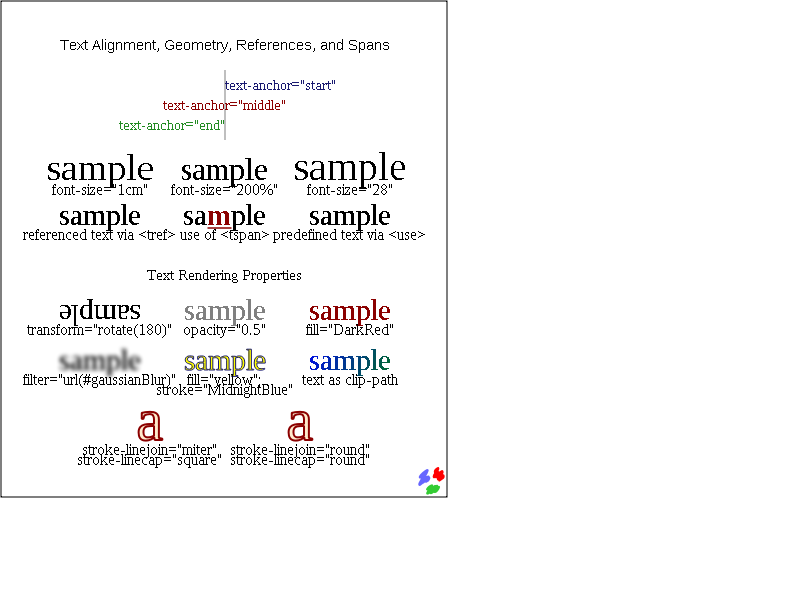 Text Alignment, Geometry, References, and Spans
text-anchor="start"
text-anchor="middle"
text-anchor="end"
sample sample sample
font-size="1cm" font-size="200%" font-size="28"
sample sample sample
referenced text via <tref> use of <tspan> predefined text via <use>
Text Rendering Properties
sample sample sample
transform="rotate(180)" opacity="0.5" fill="DarkRed"
sample sample sample
filter="url(#gaussianBlur)" fill="yellow"; text as clip-path
stroke="MidnightBlue"
a a
stroke-linejoin="miter" stroke-linejoin="round"
stroke-linecap="square" stroke-linecap="round"